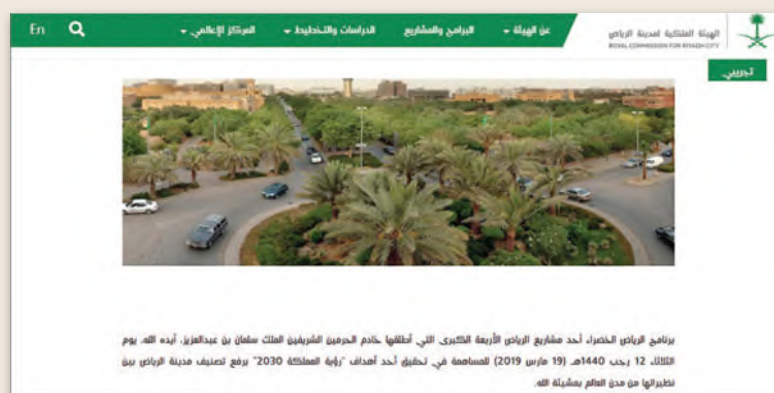 الهيئة الملكية لمدينة الرياض
ROYAL COMMISSION FOR RIYADH CITY
عن الهيئة
البرامج والمشاريع
الدراسات والتخطيط
المركز الإعلامي
En
تجريبي
برنامج الرياض الخضراء أحد مشاريع الرياض الأربعة الكبرى التي أطلقها خادم الحرمين الشريفين الملك سلمان بن عبدالعزيز، أيده الله، يوم
الثلاثاء 12 رجب 1440هـ (19 مارس 2019) للمساهمة في تحقيق أحد أهداف "رؤية المملكة 2030" برفع تصنيف مدينة الرياض بين
نظيراتها من مدن العالم بمشيئة الله.